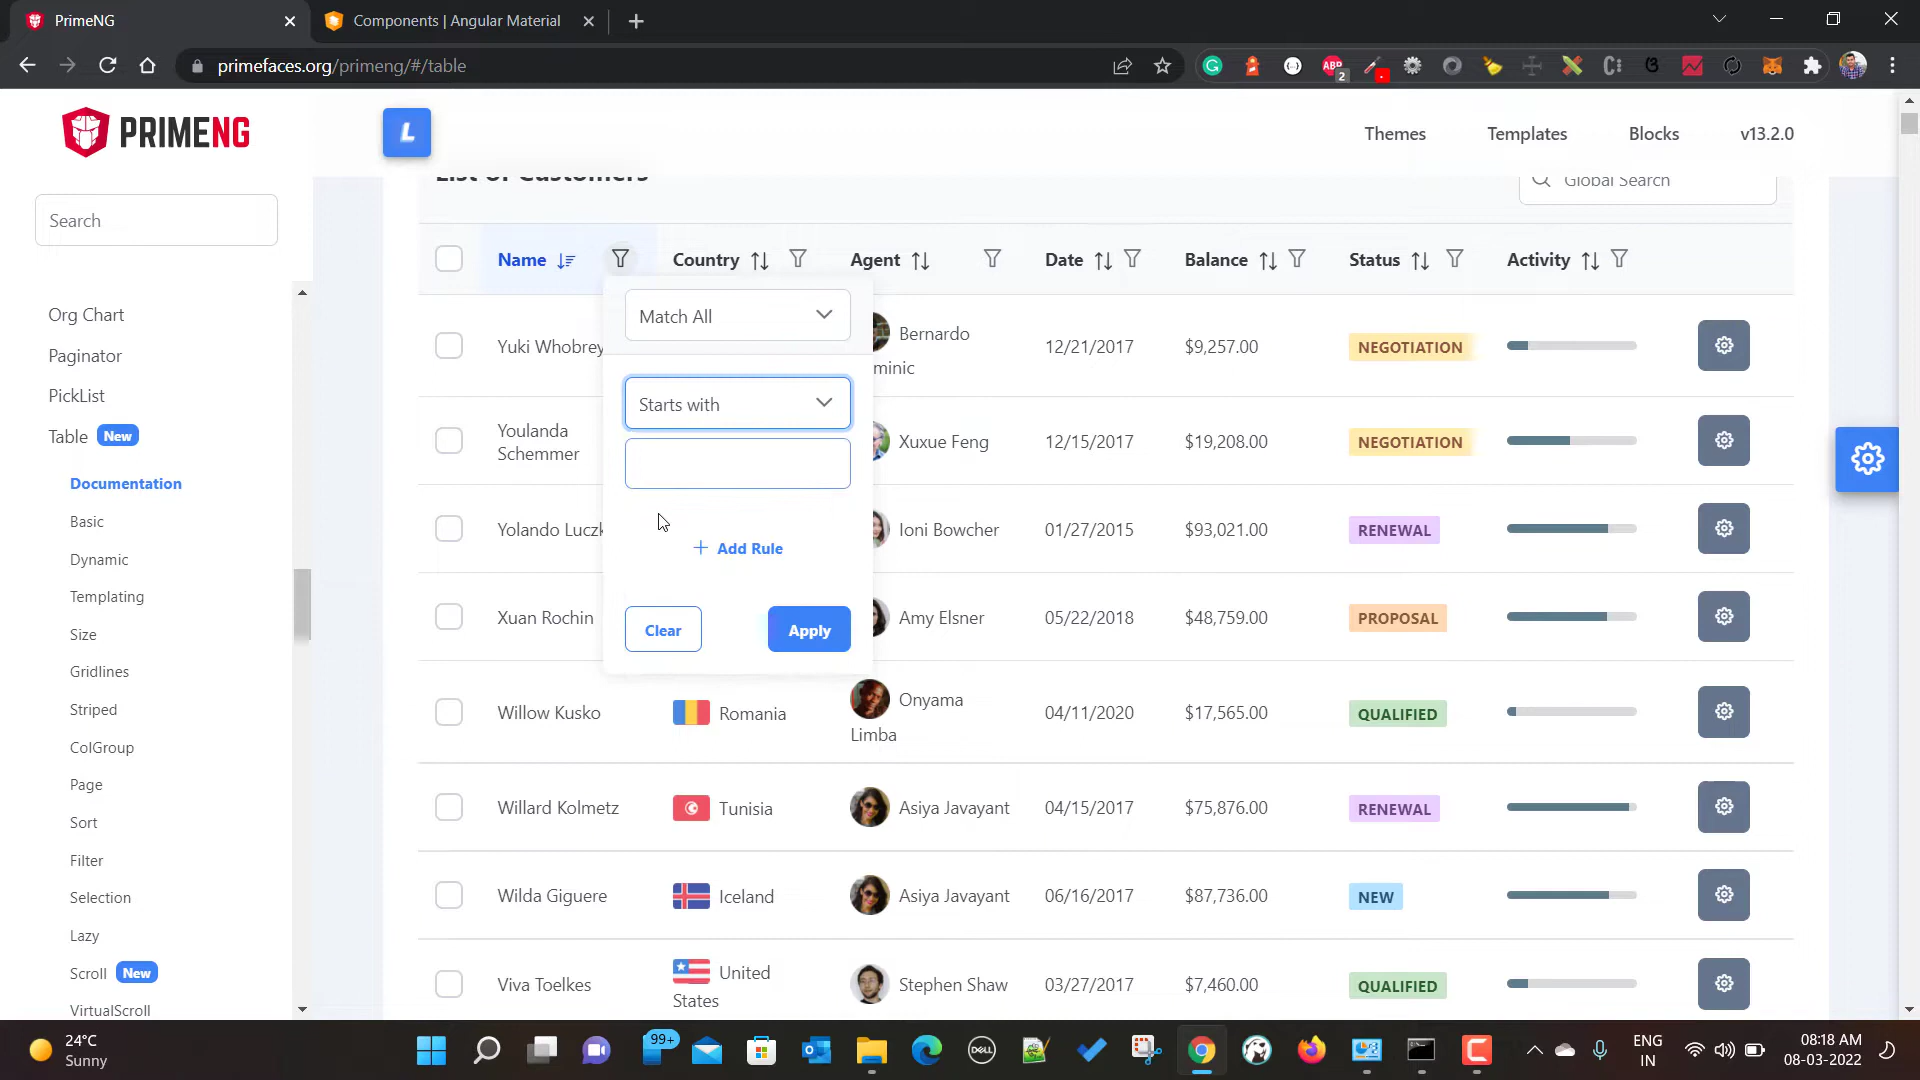 PrimeNG
Components | Angular Material
primefaces.org/primeng/#/table
ABP
2
PRIMENG
L
Themes
Templates
Blocks
v13.2.0
Search
List of Customers
Global Search
Name
Country
Agent
Date
Balance
Status
Activity
Match All
Starts with
Add Rule
Clear
Apply
Yuki Whobrey
Bernardo
minic
12/21/2017
$9,257.00
NEGOTIATION
Youlanda
Schemmer
Xuxue Feng
12/15/2017
$19,208.00
NEGOTIATION
Yolando Luczk
Ioni Bowcher
01/27/2015
$93,021.00
RENEWAL
Xuan Rochin
Amy Elsner
05/22/2018
$48,759.00
PROPOSAL
Willow Kusko
Romania
Onyama
Limba
04/11/2020
$17,565.00
QUALIFIED
Willard Kolmetz
Tunisia
Asiya Javayant
04/15/2017
$75,876.00
RENEWAL
Wilda Giguere
Iceland
Asiya Javayant
06/16/2017
$87,736.00
NEW
Viva Toelkes
United
States
Stephen Shaw
03/27/2017
$7,460.00
QUALIFIED
Org Chart
Paginator
PickList
Table New
Documentation
Basic
Dynamic
Templating
Size
Gridlines
Striped
ColGroup
Page
Sort
Filter
Selection
Lazy
Scroll New
VirtualScroll
24°C
Sunny
99+
DELL
ENG
IN
08:18 AM
08-03-2022